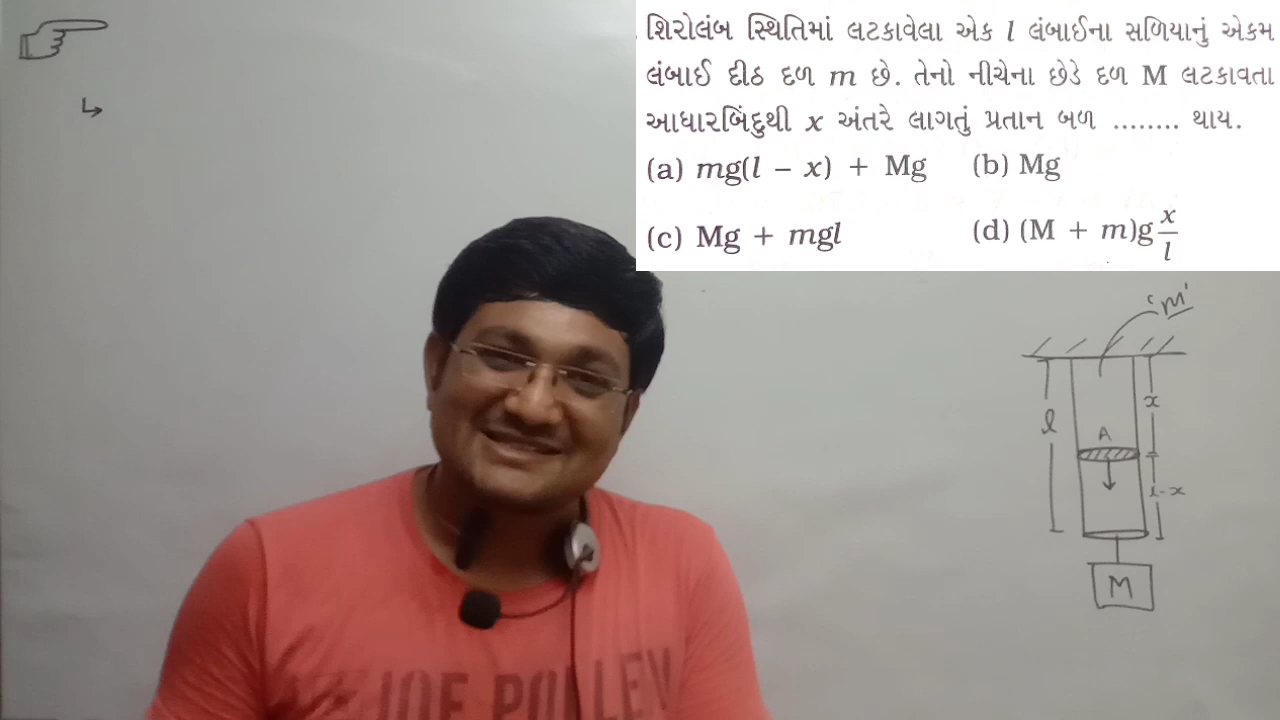 શિરોલંબ સ્થિતિમાં લટકાવેલા એક l લંબાઈના સળિયાનું એકમ
લંબાઈ દીઠ દળ m છે. તેનો નીચેના છેડે દળ M લટકાવતા
આધારબિંદુથી x અંતરે લાગતું પ્રતાન બળ ........ થાય.
(a) mg(l – x) + Mg (b) Mg
(c) Mg + mgl (d) (M + m)g x/l
'm'
l
x
A
l-x
M
JOE POLLEV